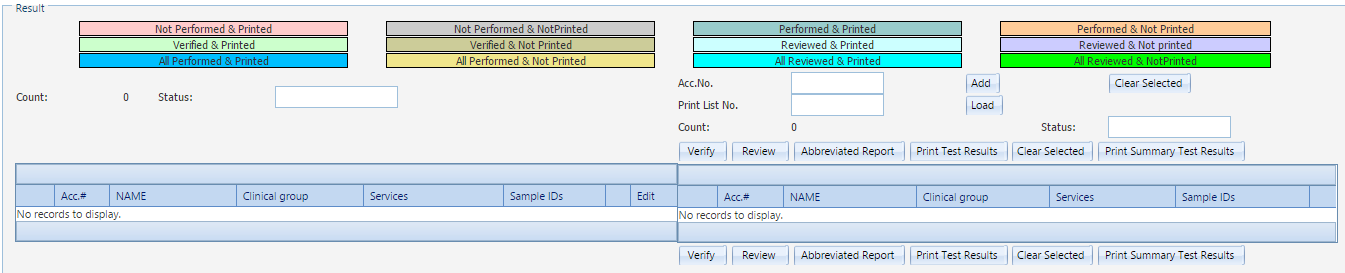 Result
Not Performed & Printed Not Performed & NotPrinted Performed & Printed Performed & Not Printed
Verified & Printed Verified & Not Printed Reviewed & Printed Reviewed & Not printed
All Performed & Printed All Performed & Not Printed All Reviewed & Printed All Reviewed & NotPrinted
Acc.No. Add Clear Selected
Count: 0 Status:
Print List No. Load
Count: 0 Status:
Verify Review Abbreviated Report Print Test Results Clear Selected Print Summary Test Results
Acc.# NAME Clinical group Services Sample IDs Edit
No records to display.
Acc.# NAME Clinical group Services Sample IDs
No records to display.
Verify Review Abbreviated Report Print Test Results Clear Selected Print Summary Test Results